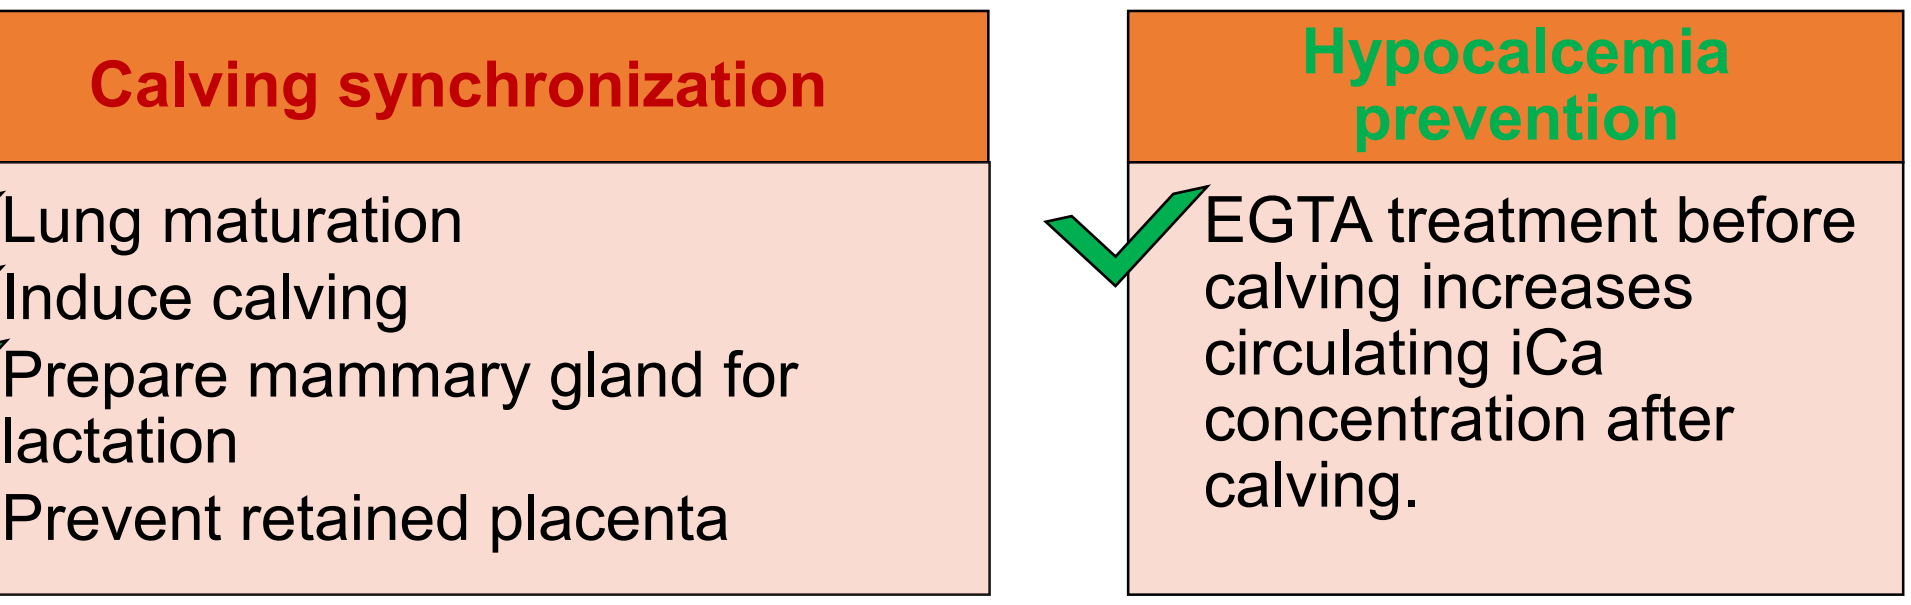 Calving synchronization
Lung maturation
Induce calving
Prepare mammary gland for
lactation
Prevent retained placenta
Hypocalcemia
prevention
EGTA treatment before
calving increases
circulating iCa
concentration after
calving.